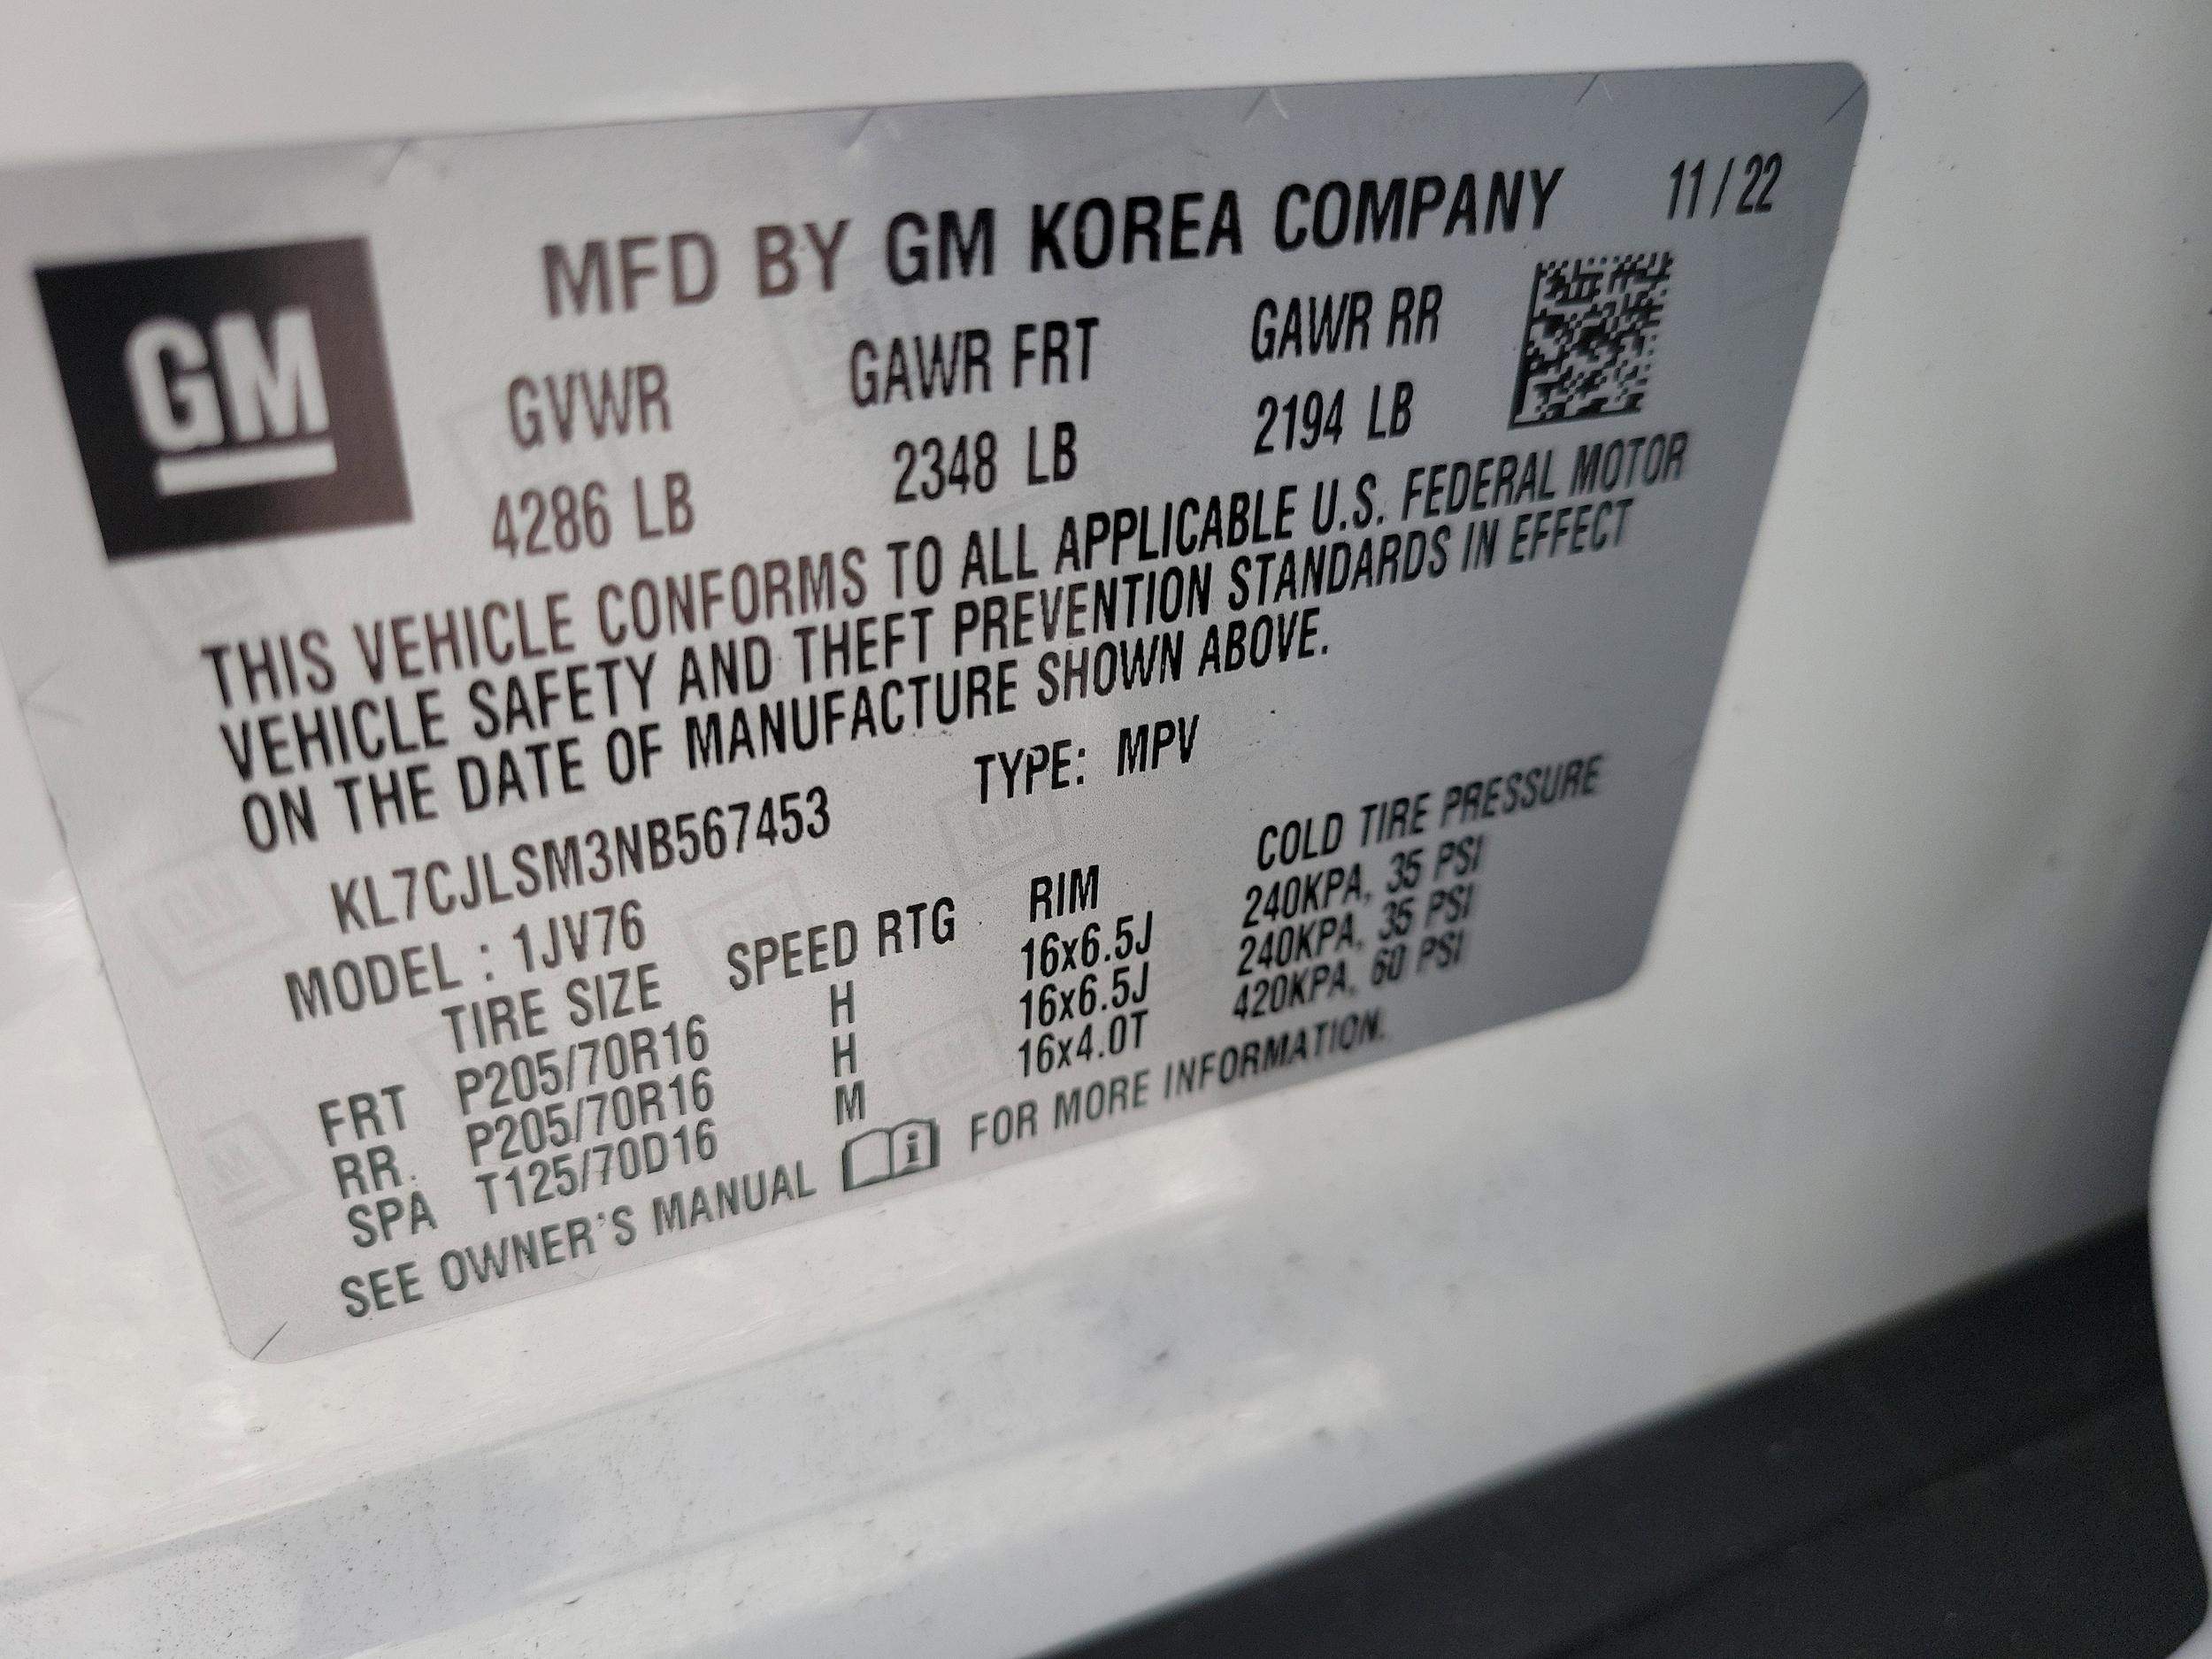 GM
MFD BY GM KOREA COMPANY 11/22
GVWR GAWR FRT GAWR RR
4286 LB 2348 LB 2194 LB
THIS VEHICLE CONFORMS TO ALL APPLICABLE U.S. FEDERAL MOTOR
VEHICLE SAFETY AND THEFT PREVENTION STANDARDS IN EFFECT
ON THE DATE OF MANUFACTURE SHOWN ABOVE.
KL7CJLSM3NB567453 TYPE: MPV
MODEL : 1JV76
TIRE SIZE SPEED RTG RIM COLD TIRE PRESSURE
FRT P205/70R16 H 16x6.5J 240KPA, 35 PSI
RR. P205/70R16 H 16x6.5J 240KPA, 35 PSI
SPA T125/70D16 M 16x4.0T 420KPA, 60 PSI
SEE OWNER'S MANUAL i FOR MORE INFORMATION.